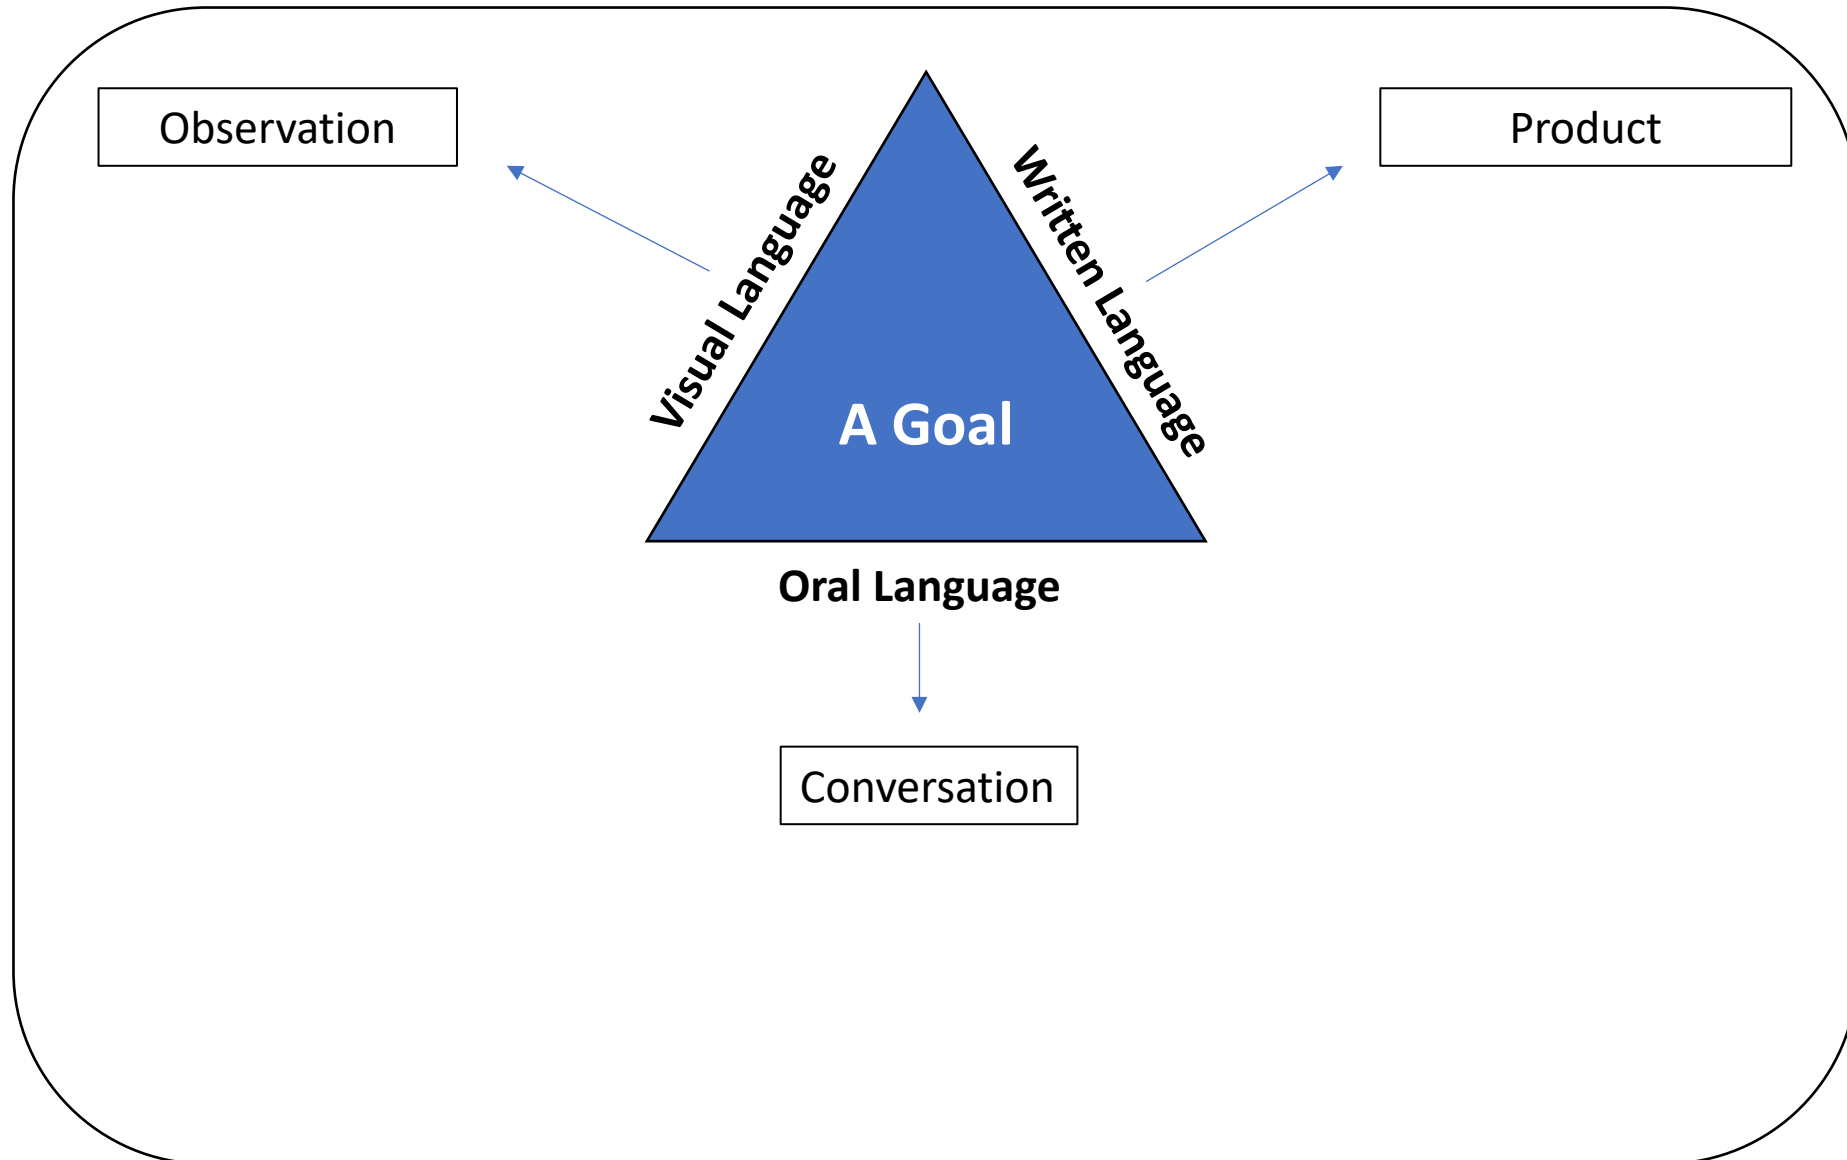 Observation
Product
Visual Language
Written Language
A Goal
Oral Language
Conversation